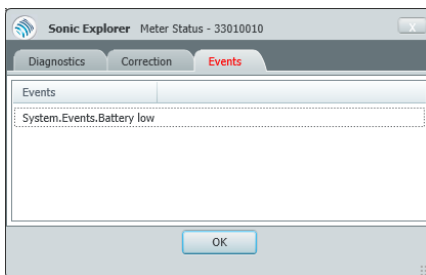 Sonic Explorer Meter Status - 33010010
Diagnostics Correction Events
Events
System.Events.Battery low
OK